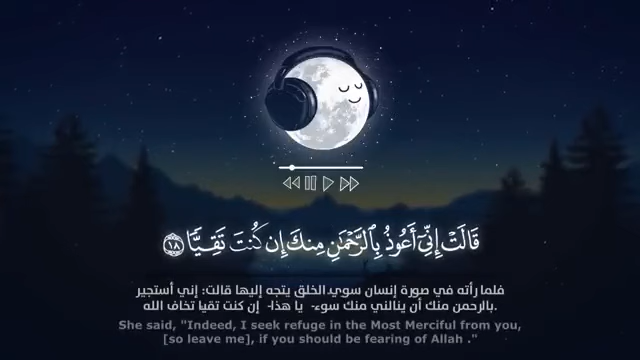 قَالَتْ إِنِّىٓ أَعُوذُ بِٱلرَّحْمَٰنِ مِنكَ إِن كُنتَ تَقِيًّا ١٨
فلما رأته في صورة إنسان سوي الخلق يتجه إليها قالت: إني أستجير
بالرحمن منك أن ينالني منك سوء- يا هذا- إن كنت تقيا تخاف الله.
She said, "Indeed, I seek refuge in the Most Merciful from you,
[so leave me], if you should be fearing of Allah ."